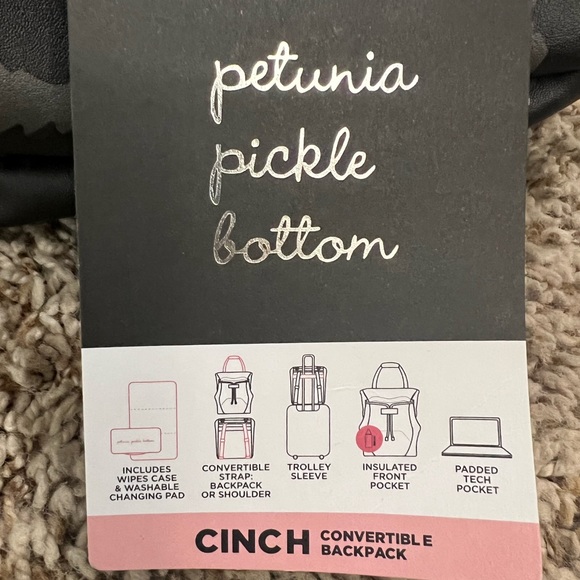 petunia
pickle
bottom
petunia pickle bottom
INCLUDES
WIPES CASE
& WASHABLE
CHANGING PAD
CONVERTIBLE
STRAP:
BACKPACK
OR SHOULDER
TROLLEY
SLEEVE
INSULATED
FRONT
POCKET
PADDED
TECH
POCKET
CINCH CONVERTIBLE
BACKPACK